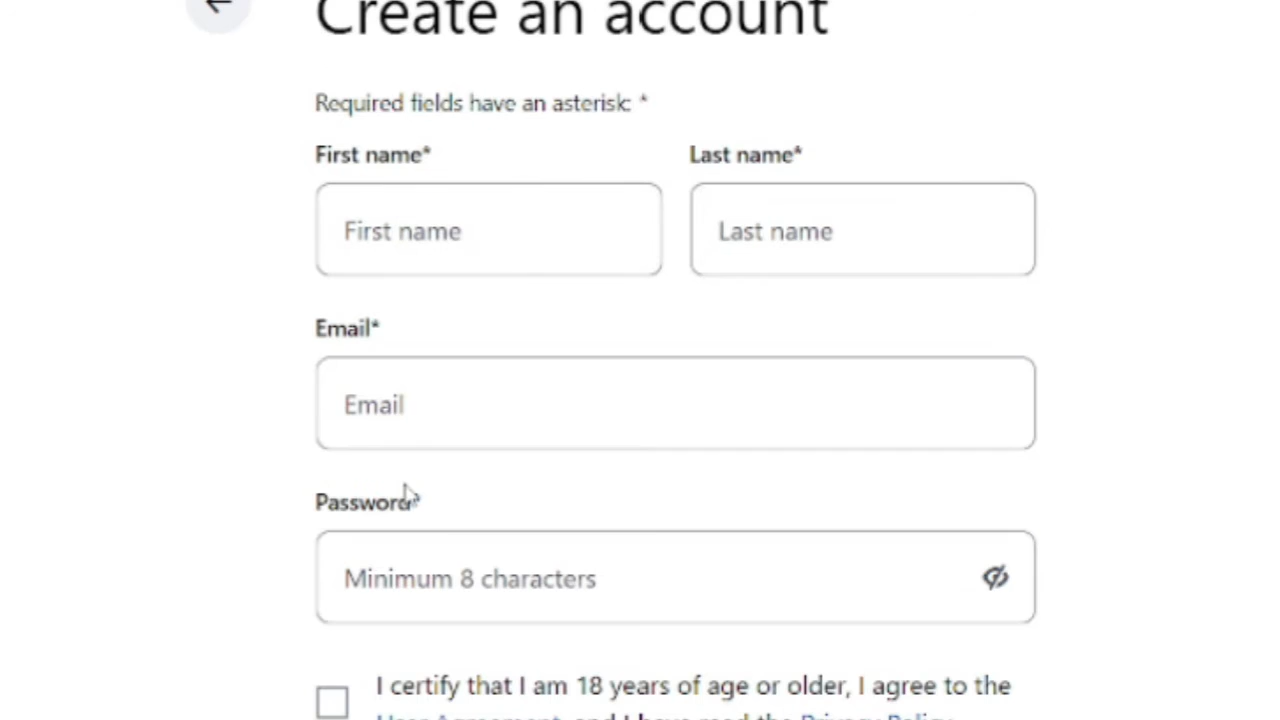 Create an account
Required fields have an asterisk: *
First name*
Last name*
First name
Last name
Email*
Email
Password*
Minimum 8 characters
I certify that I am 18 years of age or older, I agree to the
User Agreement, and I have read the Privacy Policy.